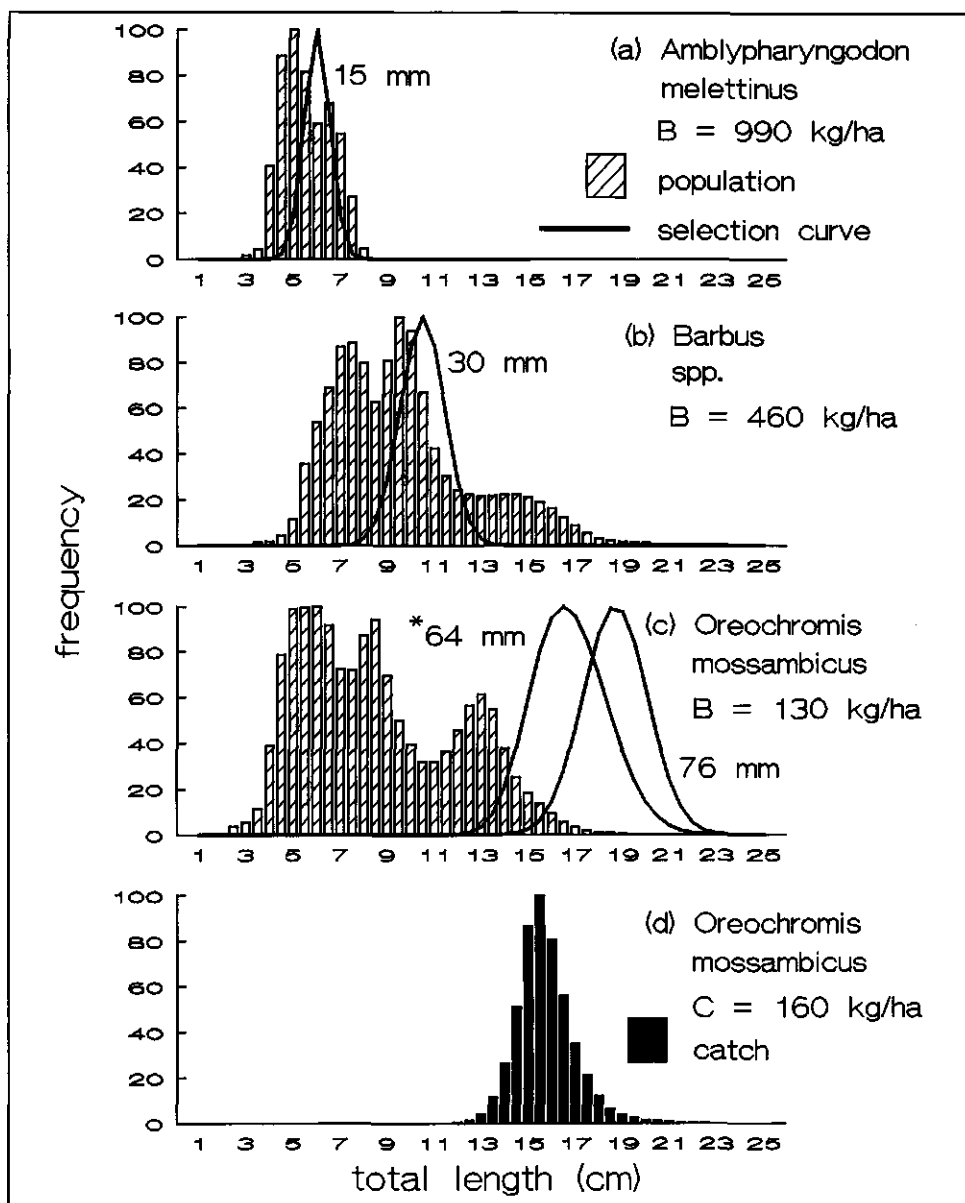 100
80
60
40
20
0
15 mm
(a) Amblypharyngodon
melettinus
B = 990 kg/ha
population
selection curve
1 3 5 7 9 11 13 15 17 19 21 23 25
100
80
60
40
20
0
30 mm
(b) Barbus
spp.
B = 460 kg/ha
1 3 5 7 9 11 13 15 17 19 21 23 25
frequency
100
80
60
40
20
0
*64 mm
(c) Oreochromis
mossambicus
B = 130 kg/ha
76 mm
1 3 5 7 9 11 13 15 17 19 21 23 25
100
80
60
40
20
0
(d) Oreochromis
mossambicus
C = 160 kg/ha
catch
1 3 5 7 9 11 13 15 17 19 21 23 25
total length (cm)